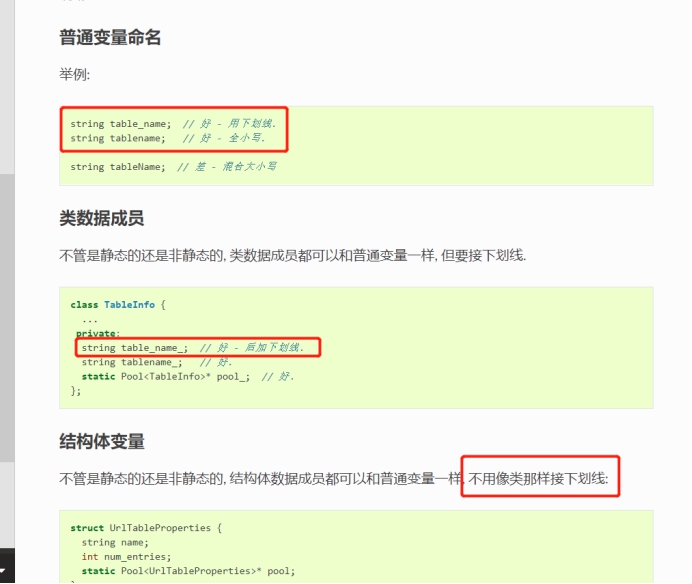 普通变量命名
举例:
string table_name;  // 好 - 用下划线.
string tablename;   // 好 - 全小写.
string tableName;  // 差 - 混合大小写
类数据成员
不管是静态的还是非静态的, 类数据成员都可以和普通变量一样, 但要接下划线.
class TableInfo {
  ...
 private:
  string table_name_;  // 好 - 后加下划线.
  string tablename_;   // 好.
  static Pool<TableInfo>* pool_;  // 好.
};
结构体变量
不管是静态的还是非静态的, 结构体数据成员都可以和普通变量一样, 不用像类那样接下划线:
struct UrlTableProperties {
  string name;
  int num_entries;
  static Pool<UrlTableProperties>* pool;